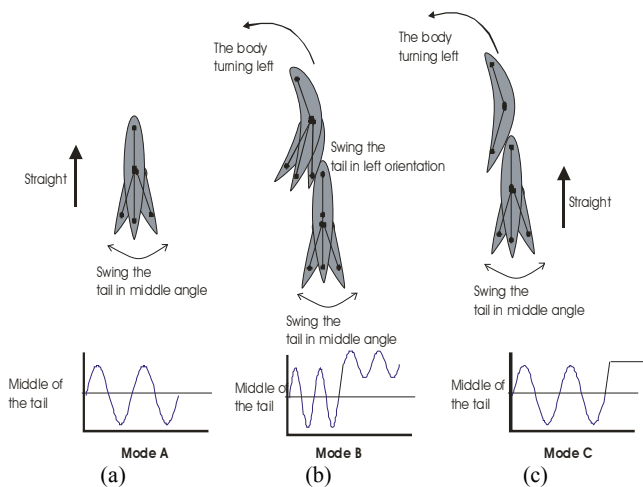 Straight
Swing the
tail in middle angle
Middle of
the tail
Mode A
(a)
The body
turning left
Swing the
tail in left orientation
Swing the
tail in middle angle
Middle of
the tail
Mode B
(b)
The body
turning left
Straight
Swing the
tail in middle angle
Middle of
the tail
Mode C
(c)